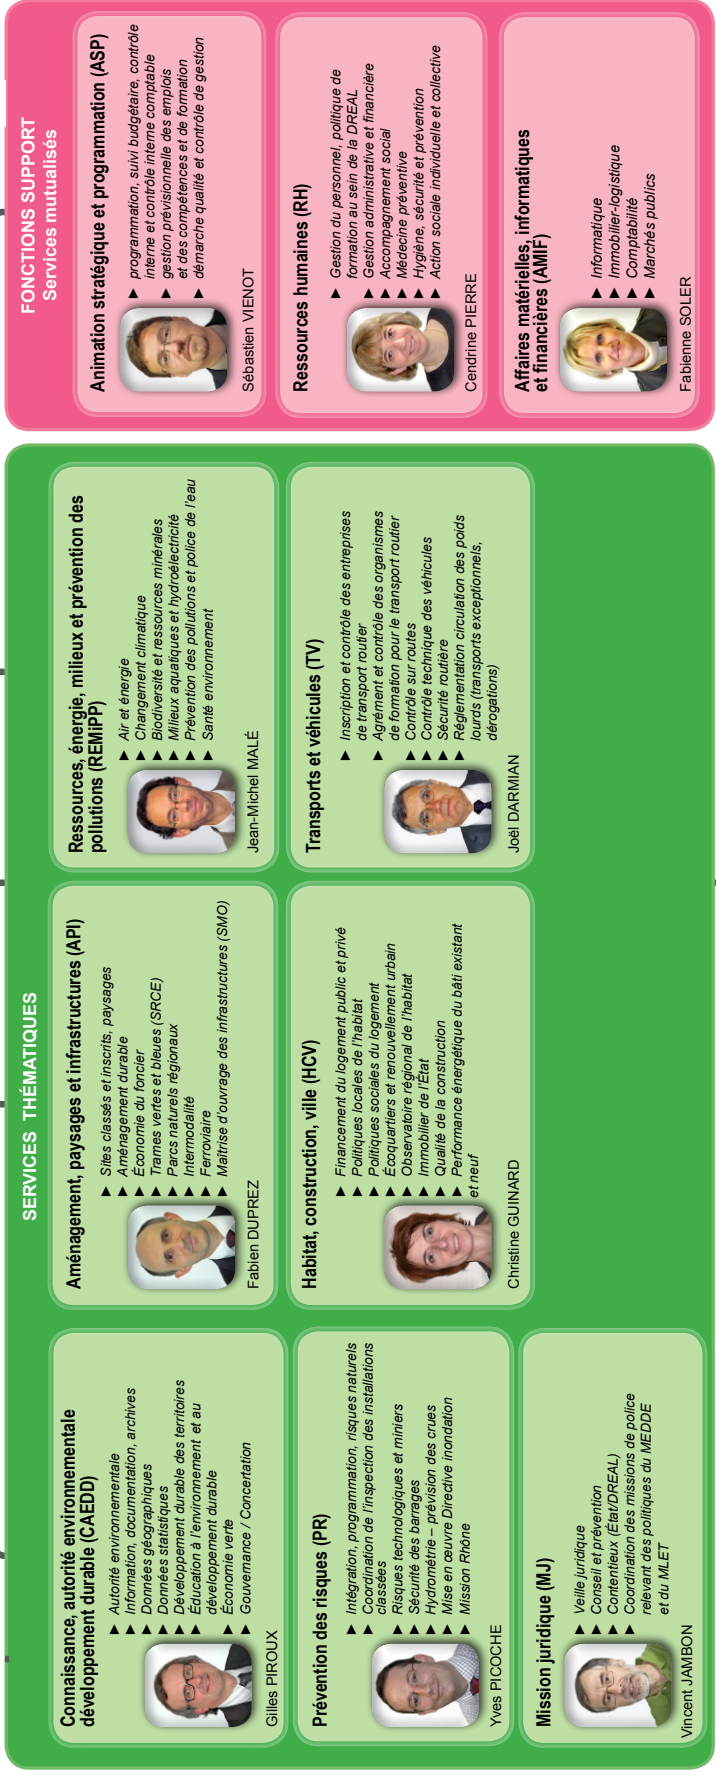 SERVICES THÉMATIQUES
Connaissance, autorité environnementale
développement durable (CAEDD)
▶ Autorité environnementale
▶ Information, documentation, archives
▶ Données géographiques
▶ Données statistiques
▶ Développement durable des territoires
▶ Éducation à l'environnement et au
développement durable
▶ Économie verte
▶ Gouvernance / Concertation
Gilles PIROUX
Aménagement, paysages et infrastructures (API)
▶ Sites classés et inscrits, paysages
▶ Aménagement durable
▶ Économie du foncier
▶ Trames vertes et bleues (SRCE)
▶ Parcs naturels régionaux
▶ Intermodalité
▶ Ferroviaire
▶ Maîtrise d'ouvrage des infrastructures (SMO)
Fabien DUPREZ
Ressources, énergie, milieux et prévention des
pollutions (REMiPP)
▶ Air et énergie
▶ Changement climatique
▶ Biodiversité et ressources minérales
▶ Milieux aquatiques et hydroélectricité
▶ Prévention des pollutions et police de l'eau
▶ Santé environnement
Jean-Michel MALÉ
Prévention des risques (PR)
▶ Intégration, programmation, risques naturels
▶ Coordination de l'inspection des installations
classées
▶ Risques technologiques et miniers
▶ Sécurité des barrages
▶ Hydrométrie – prévision des crues
▶ Mise en œuvre Directive inondation
▶ Mission Rhône
Yves PICOCHE
Habitat, construction, ville (HCV)
▶ Financement du logement public et privé
▶ Politiques locales de l'habitat
▶ Politiques sociales du logement
▶ Écoquartiers et renouvellement urbain
▶ Observatoire régional de l'habitat
▶ Immobilier de l'État
▶ Qualité de la construction
▶ Performance énergétique du bâti existant
et neuf
Christine GUINARD
Transports et véhicules (TV)
▶ Inscription et contrôle des entreprises
de transport routier
▶ Agrément et contrôle des organismes
de formation pour le transport routier
▶ Contrôle sur routes
▶ Contrôle technique des véhicules
▶ Sécurité routière
▶ Réglementation circulation des poids
lourds (transports exceptionnels,
dérogations)
Joël DARMIAN
Mission juridique (MJ)
▶ Veille juridique
▶ Conseil et prévention
▶ Contentieux (État/DREAL)
▶ Coordination des missions de police
relevant des politiques du MEDDE
et du MLET
Vincent JAMBON
FONCTIONS SUPPORT
Services mutualisés
Animation stratégique et programmation (ASP)
▶ programmation, suivi budgétaire, contrôle
interne et contrôle interne comptable
▶ gestion prévisionnelle des emplois
et des compétences et de formation
▶ démarche qualité et contrôle de gestion
Sébastien VIENOT
Ressources humaines (RH)
▶ Gestion du personnel, politique de
formation au sein de la DREAL
▶ Gestion administrative et financière
▶ Accompagnement social
▶ Médecine préventive
▶ Hygiène, sécurité et prévention
▶ Action sociale individuelle et collective
Cendrine PIERRE
Affaires matérielles, informatiques
et financières (AMIF)
▶ Informatique
▶ Immobilier-logistique
▶ Comptabilité
▶ Marchés publics
Fabienne SOLER